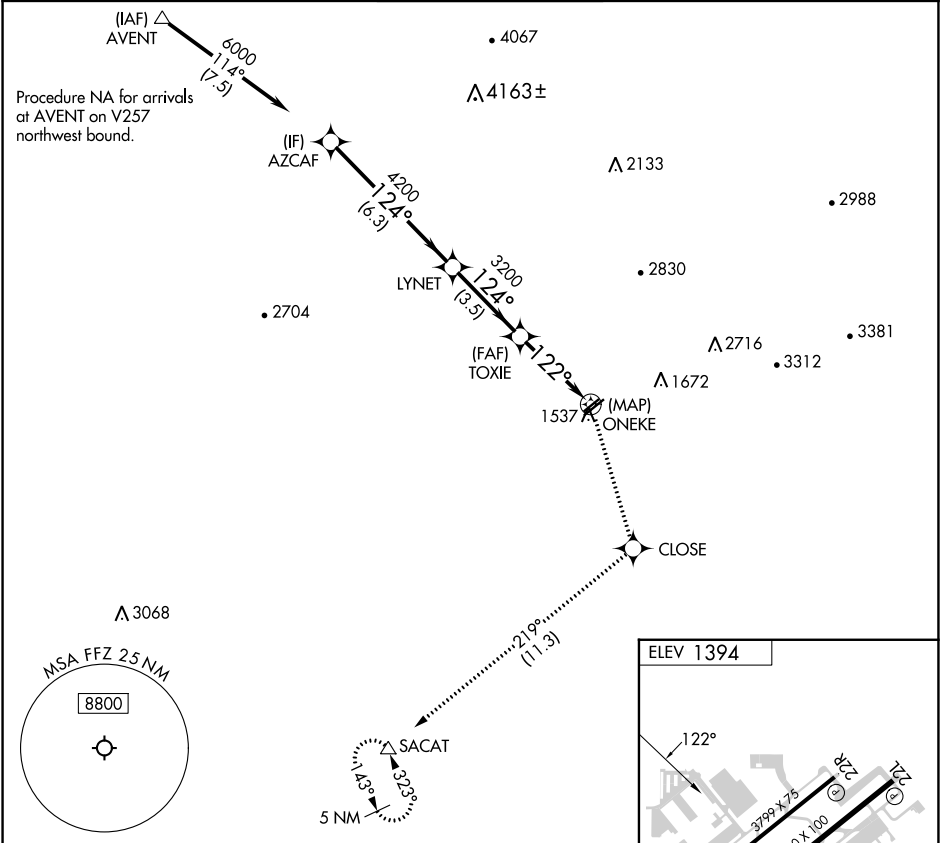 (IAF)
AVENT
6000
114°
(7.5)
4067
4163±
Procedure NA for arrivals
at AVENT on V257
northwest bound.
(IF)
AZCAF
2133
4200
124°
(6.3)
2988
LYNET
3200
124°
(3.5)
2830
2704
(FAF)
TOXIE
122°
2716
3381
3312
1672
1537
(MAP)
ONEKE
CLOSE
3068
219°
(11.3)
MSA FFZ 25 NM
8800
SACAT
143°
323°
5 NM
ELEV 1394
122°
22R
22L
P
P
3799 X 75
0 X 100